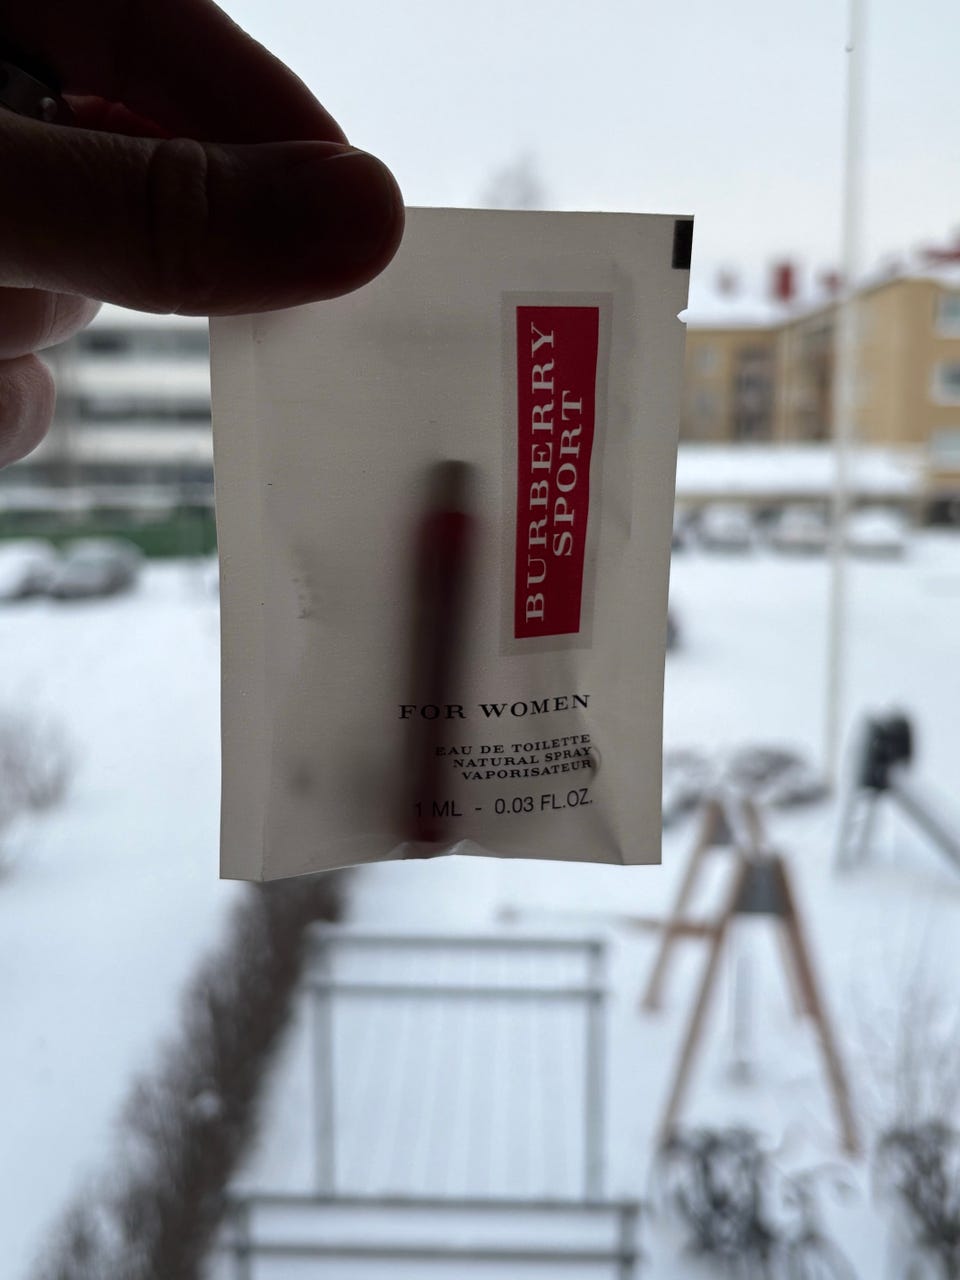 BURBERRY
SPORT
FOR WOMEN
EAU DE TOILETTE
NATURAL SPRAY
VAPORISATEUR
1 ML - 0.03 FL.OZ.